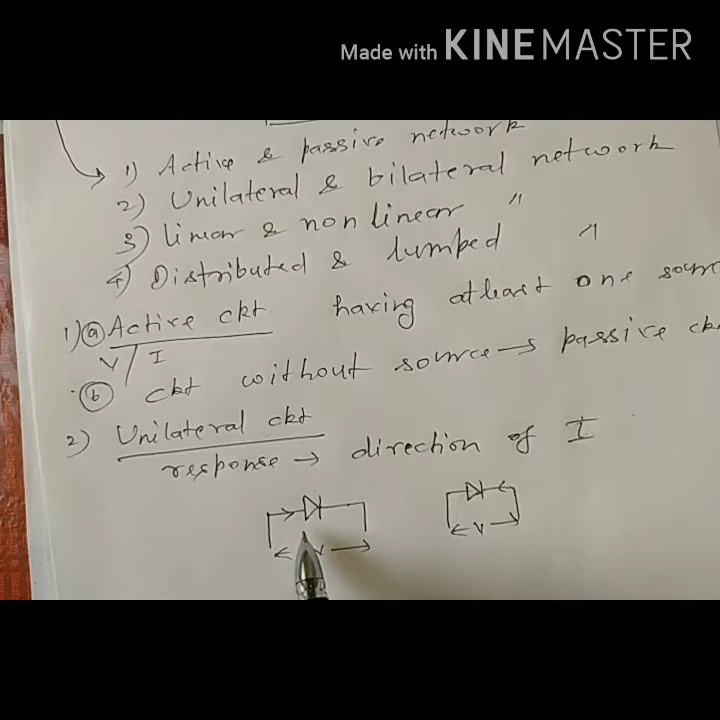 Made with KINEMASTER
1) Active & passive network
2) Unilateral & bilateral network
3) linear & non linear "
4) Distributed & lumped "
1) a Active ckt having atleast one sour
V / I
b ckt without source → passive ck
2) Unilateral ckt
response → direction of I
V
V